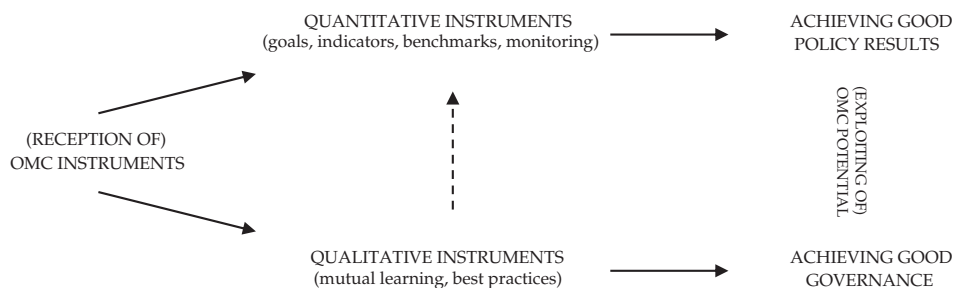 QUANTITATIVE INSTRUMENTS
(goals, indicators, benchmarks, monitoring)
ACHIEVING GOOD
POLICY RESULTS
(RECEPTION OF)
OMC INSTRUMENTS
(EXPLOITING OF)
OMC POTENTIAL
QUALITATIVE INSTRUMENTS
(mutual learning, best practices)
ACHIEVING GOOD
GOVERNANCE